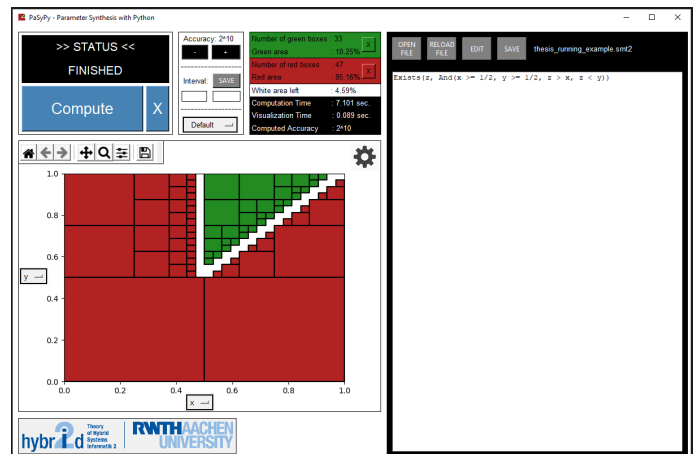 PaSyPy - Parameter Synthesis with Python
>> STATUS <<
FINISHED
Compute X
Accuracy: 2^10
- +
Interval: SAVE
Default
Number of green boxes : 33
Green area : 10.25%
X
Number of red boxes : 47
Red area : 85.16%
X
White area left : 4.59%
Computation Time : 7.101 sec.
Visualization Time : 0.089 sec.
Computed Accuracy : 2^10
OPEN FILE
RELOAD FILE
EDIT
SAVE
thesis_running_example.smt2
Exists(z, And(x >= 1/2, y >= 1/2, z > x, z < y))
1.0
0.8
0.6
y
0.4
0.2
0.0
0.0 0.2 0.4 0.6 0.8 1.0
x
hybrid
Theory
of Hybrid
Systems
Informatik 2
RWTH AACHEN
UNIVERSITY